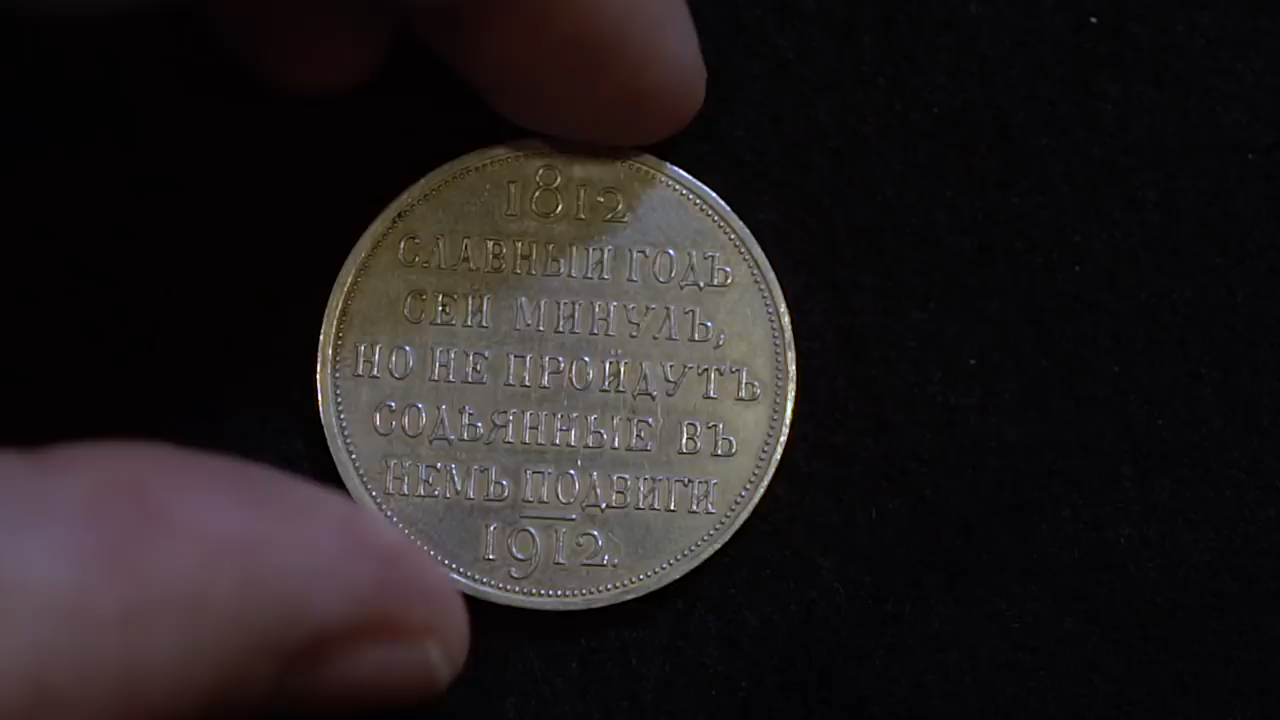 1812
СЛАВНЫЙ ГОДЪ
СЕЙ МИНУЛЪ,
НО НЕ ПРОЙДУТЪ
СОДѢЯННЫЕ ВЪ
НЕМЪ ПОДВИГИ
1912.